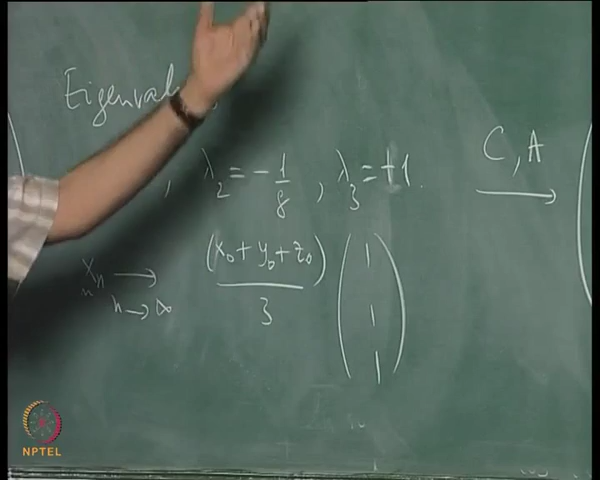 Eigenval
, λ₂ = -1/8 , λ₃ = +1.
C, A
xₙ → n→∞ (x₀ + y₀ + z₀)/3 (1 1 1)
NPTEL